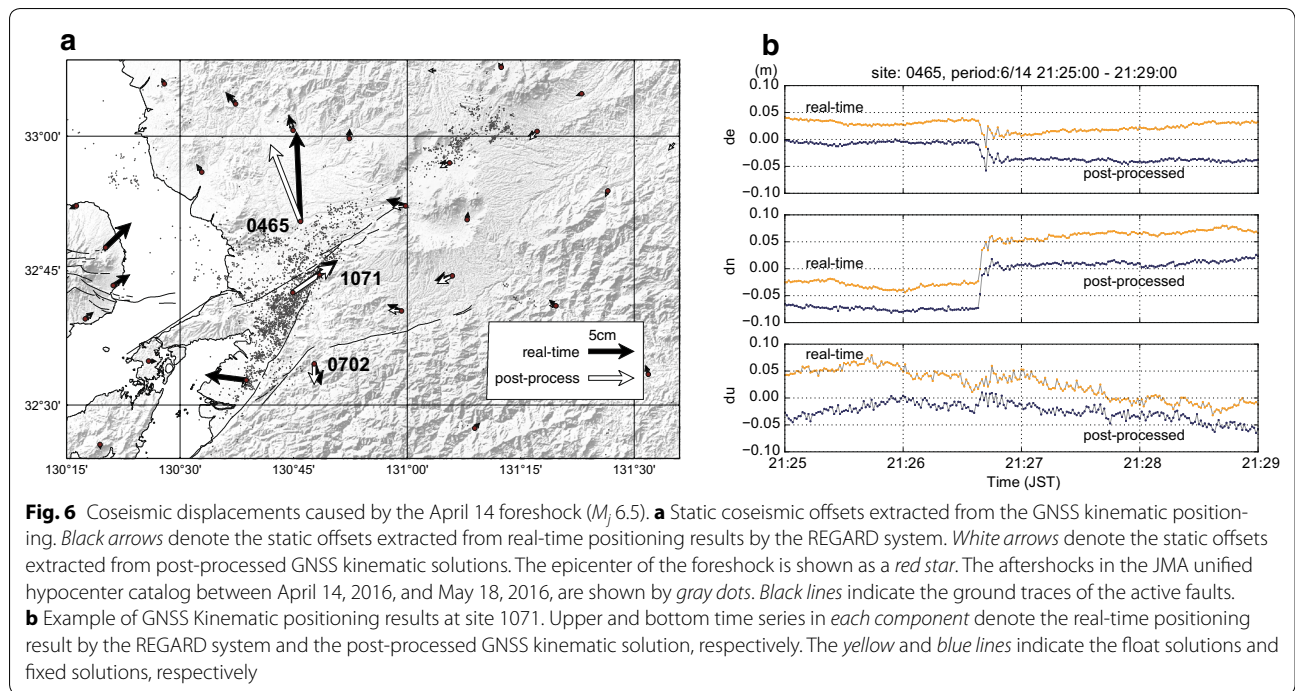 a
33°00'
32°45'
32°30'
130°15'
130°30'
130°45'
131°00'
131°15'
131°30'
0465
1071
0702
5cm
real-time
post-process
b
(m)
site: 0465, period:6/14 21:25:00 - 21:29:00
de
0.10
0.05
0.00
−0.05
−0.10
real-time
post-processed
dn
0.10
0.05
0.00
−0.05
−0.10
real-time
post-processed
du
0.10
0.05
0.00
−0.05
−0.10
real-time
post-processed
21:25
21:26
21:27
21:28
21:29
Time (JST)
Fig. 6 Coseismic displacements caused by the April 14 foreshock (Mj 6.5). a Static coseismic offsets extracted from the GNSS kinematic position-
ing. Black arrows denote the static offsets extracted from real-time positioning results by the REGARD system. White arrows denote the static offsets
extracted from post-processed GNSS kinematic solutions. The epicenter of the foreshock is shown as a red star. The aftershocks in the JMA unified
hypocenter catalog between April 14, 2016, and May 18, 2016, are shown by gray dots. Black lines indicate the ground traces of the active faults.
b Example of GNSS Kinematic positioning results at site 1071. Upper and bottom time series in each component denote the real-time positioning
result by the REGARD system and the post-processed GNSS kinematic solution, respectively. The yellow and blue lines indicate the float solutions and
fixed solutions, respectively